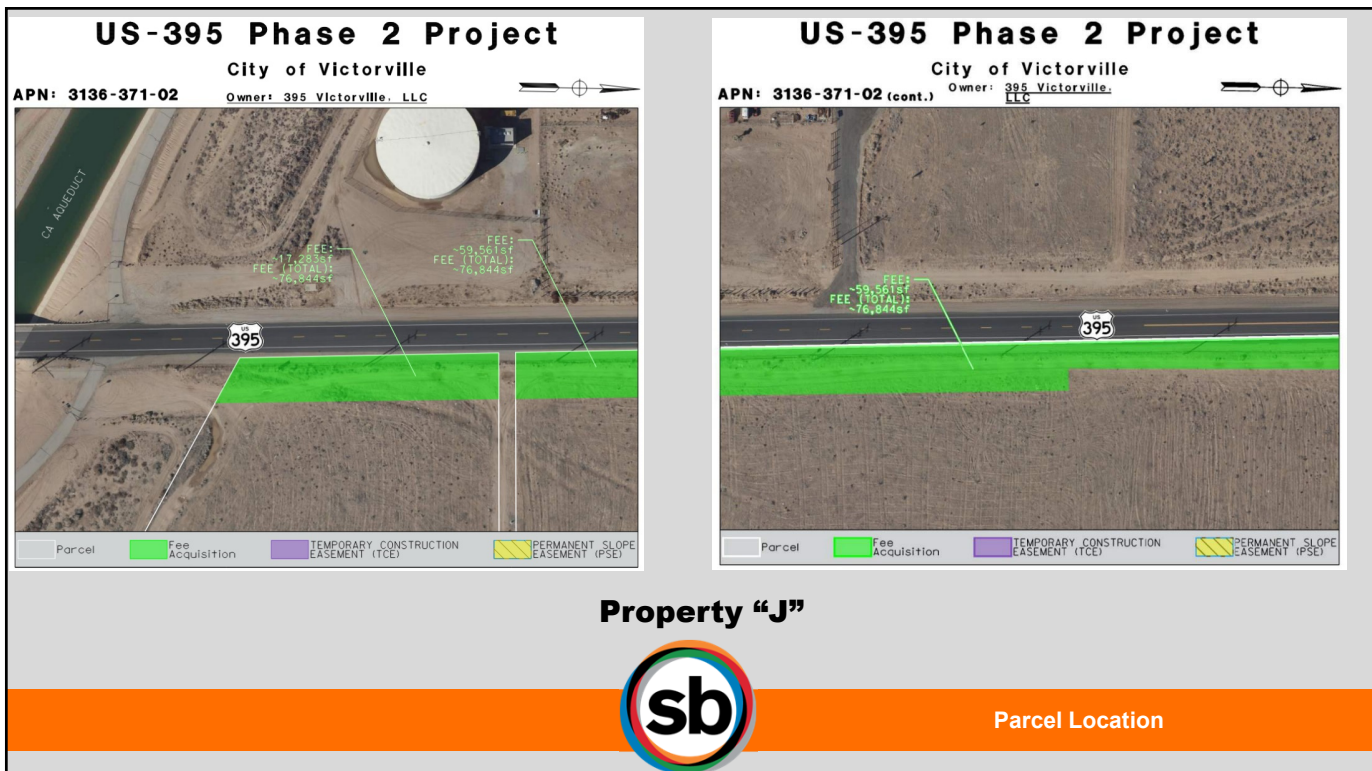 US-395 Phase 2 Project
City of Victorville
APN: 3136-371-02
Owner: 395 Victorville. LLC
CA AQUEDUCT
FEE:
~17,283sf
FEE (TOTAL):
~76,844sf
FEE:
~59,561sf
FEE (TOTAL):
~76,844sf
US
395
Parcel
Fee
Acquisition
TEMPORARY CONSTRUCTION
EASEMENT (TCE)
PERMANENT SLOPE
EASEMENT (PSE)
US-395 Phase 2 Project
City of Victorville
APN: 3136-371-02 (cont.)
Owner: 395 Victorville.
LLC
FEE:
~59,561sf
FEE (TOTAL):
~76,844sf
US
395
Parcel
Fee
Acquisition
TEMPORARY CONSTRUCTION
EASEMENT (TCE)
PERMANENT SLOPE
EASEMENT (PSE)
Property “J”
sb
Parcel Location